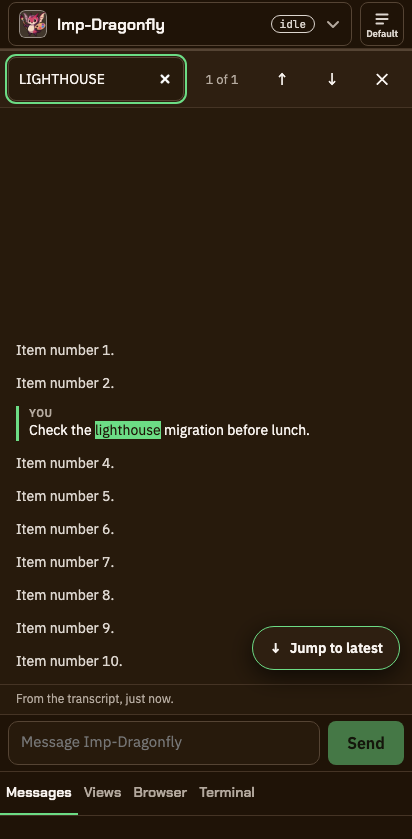 Imp-Dragonfly
idle
Default
LIGHTHOUSE
1 of 1
Item number 1.
Item number 2.
YOU
Check the lighthouse migration before lunch.
Item number 4.
Item number 5.
Item number 6.
Item number 7.
Item number 8.
Item number 9.
Item number 10.
↓ Jump to latest
From the transcript, just now.
Message Imp-Dragonfly
Send
Messages Views Browser Terminal